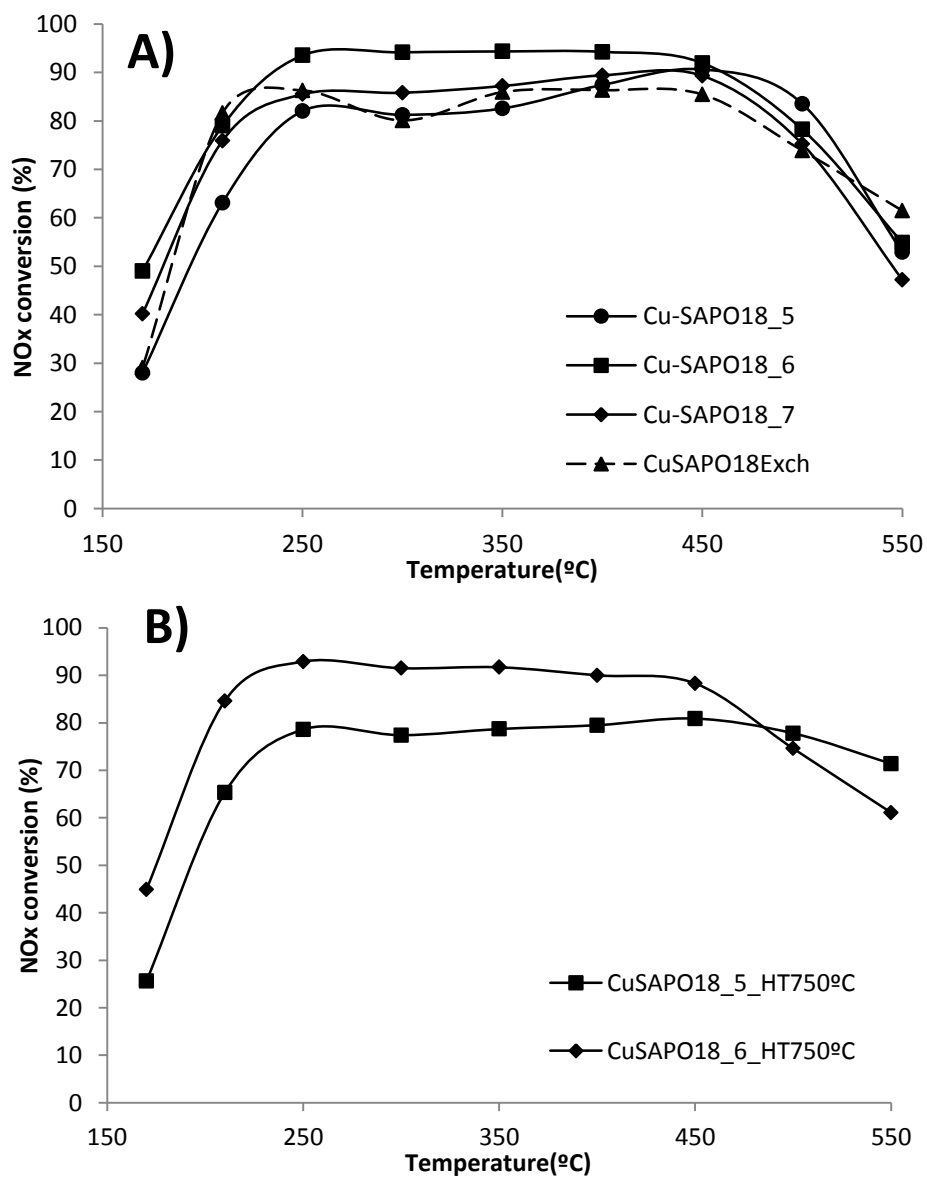 A)
100
90
80
70
60
50
40
30
20
10
0
NOx conversion (%)
Cu-SAPO18_5
Cu-SAPO18_6
Cu-SAPO18_7
CuSAPO18Exch
150 250 350 450 550
Temperature(ºC)
B)
100
90
80
70
60
50
40
30
20
10
0
NOx conversion (%)
CuSAPO18_5_HT750ºC
CuSAPO18_6_HT750ºC
150 250 350 450 550
Temperature(ºC)